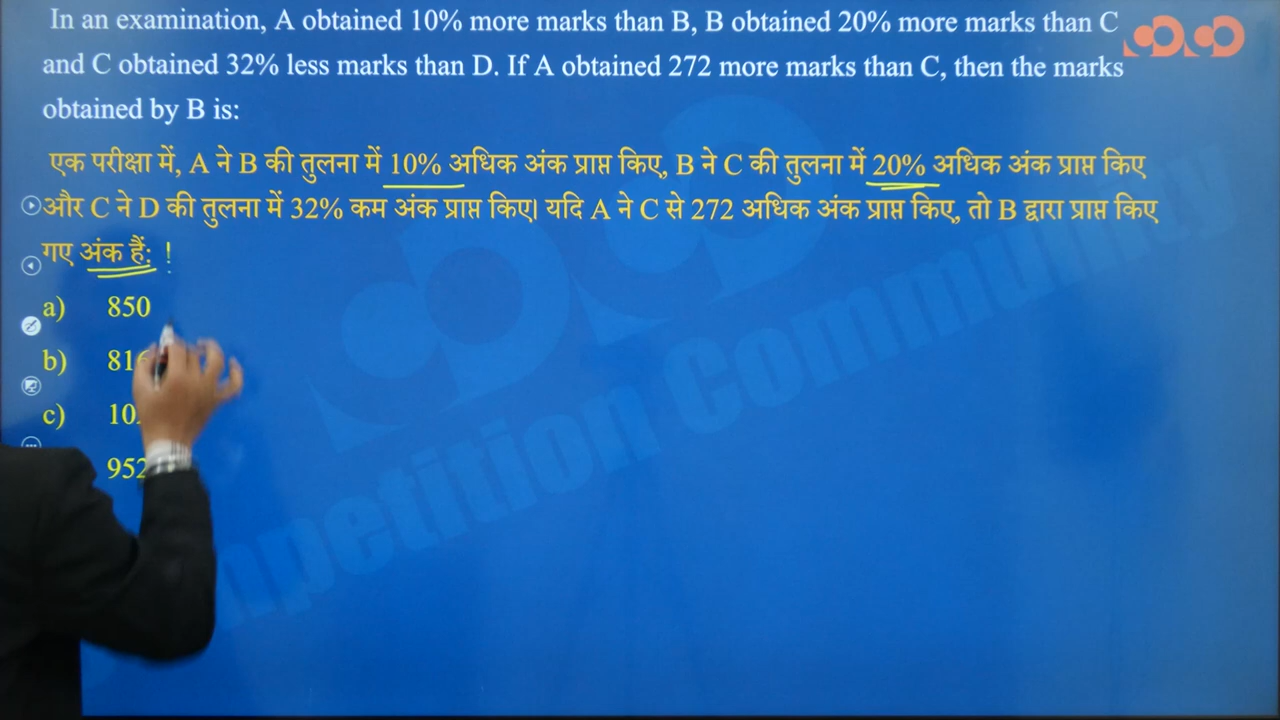 In an examination, A obtained 10% more marks than B, B obtained 20% more marks than C
and C obtained 32% less marks than D. If A obtained 272 more marks than C, then the marks
obtained by B is:
एक परीक्षा में, A ने B की तुलना में 10% अधिक अंक प्राप्त किए, B ने C की तुलना में 20% अधिक अंक प्राप्त किए
और C ने D की तुलना में 32% कम अंक प्राप्त किए। यदि A ने C से 272 अधिक अंक प्राप्त किए, तो B द्वारा प्राप्त किए
गए अंक हैं: !
a) 850
b)
c)
952
Community